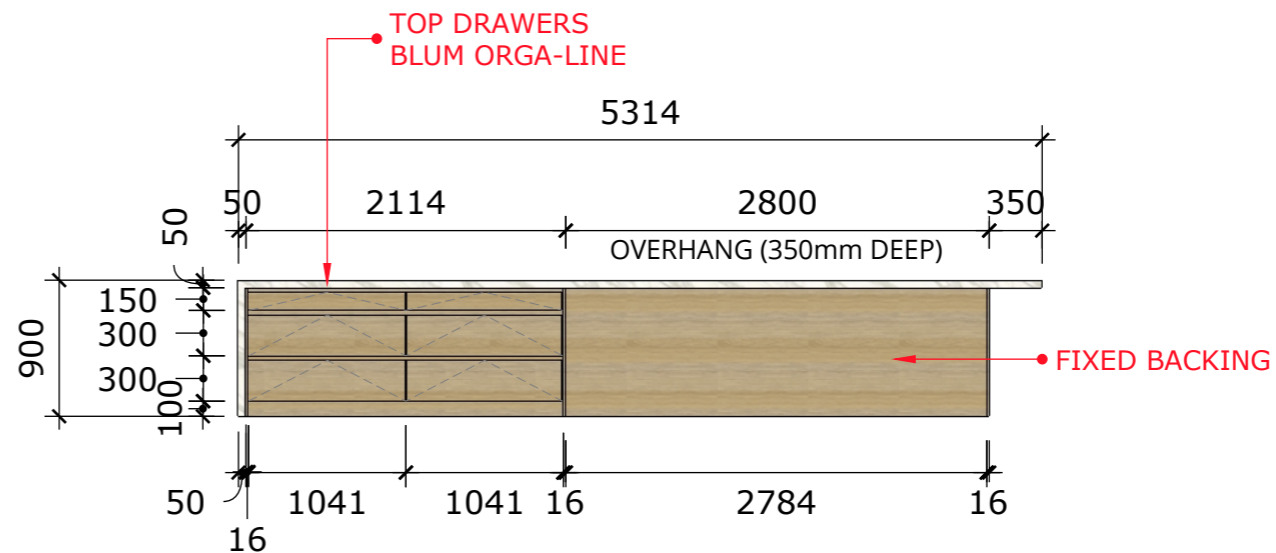 TOP DRAWERS
BLUM ORGA-LINE
5314
50 2114 2800 350
OVERHANG (350mm DEEP)
50
150
300
300
100
900
FIXED BACKING
50 1041 1041 16 2784 16
16